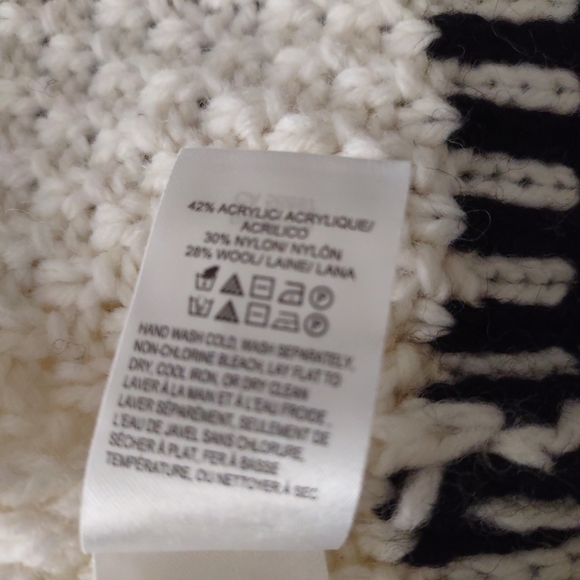 42% ACRYLIC/ ACRYLIQUE/
ACRILICO
30% NYLON/ NYLÓN
28% WOOL/ LAINE/ LANA
HAND WASH COLD, WASH SEPARATELY,
NON-CHLORINE BLEACH, LAY FLAT TO
DRY, COOL IRON, OR DRY CLEAN
LAVER À LA MAIN ET À L'EAU FROIDE,
LAVER SÉPARÉMENT, SEULEMENT DE
L'EAU DE JAVEL SANS CHLORURE,
SÉCHER À PLAT, FER À BASSE
TEMPÉRATURE, OU NETTOYER À SEC